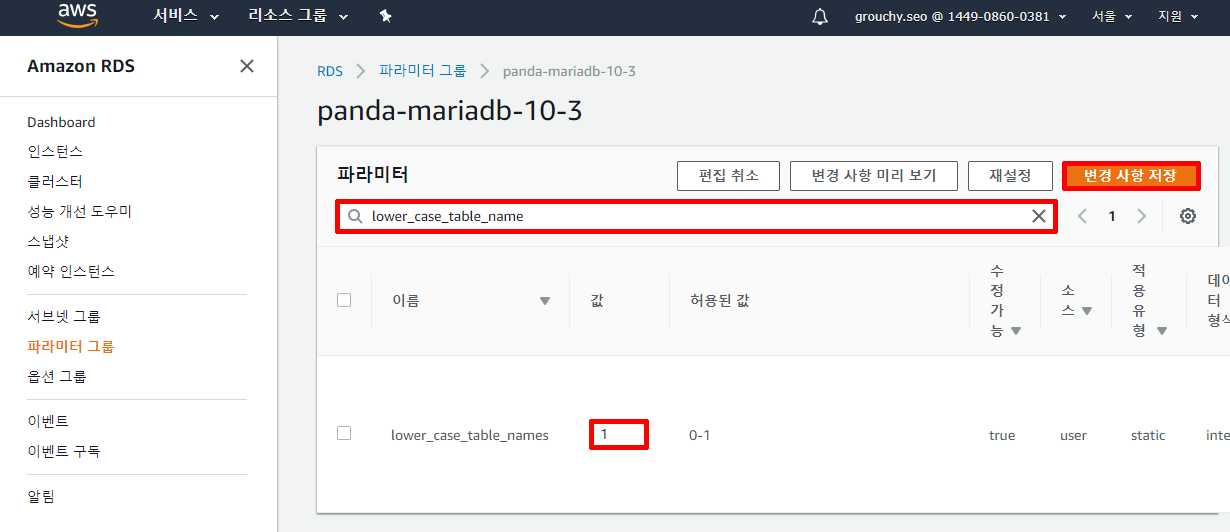 aws
서비스
리소스 그룹
grouchy.seo @ 1449-0860-0381
서울
지원
Amazon RDS
Dashboard
인스턴스
클러스터
성능 개선 도우미
스냅샷
예약 인스턴스
서브넷 그룹
파라미터 그룹
옵션 그룹
이벤트
이벤트 구독
알림
RDS
파라미터 그룹
panda-mariadb-10-3
panda-mariadb-10-3
파라미터
편집 취소
변경 사항 미리 보기
재설정
변경 사항 저장
lower_case_table_name
1
이름
값
허용된 값
수
정
가
능
소
스
적
용
유
형
데이
터
형식
lower_case_table_names
1
0-1
true
user
static
inte